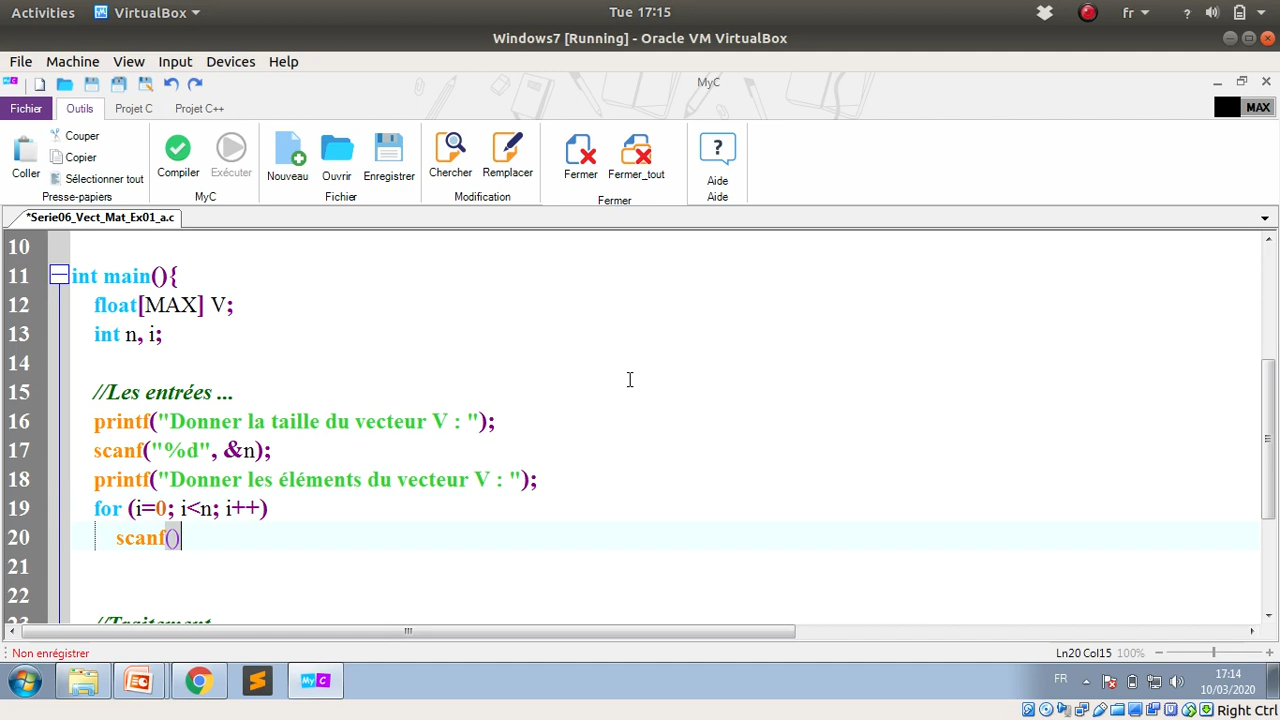 Activities VirtualBox Tue 17:15 fr ?
Windows7 [Running] - Oracle VM VirtualBox
File Machine View Input Devices Help
MyC
Fichier Outils Projet C Projet C++ MAX
Coller Couper Copier Sélectionner tout
Compiler Exécuter Nouveau Ouvrir Enregistrer Chercher Remplacer Fermer Fermer_tout Aide
Presse-papiers MyC Fichier Modification Fermer Aide
*Serie06_Vect_Mat_Ex01_a.c
10
11 int main(){
12 float[MAX] V;
13 int n, i;
14
15 //Les entrées ...
16 printf("Donner la taille du vecteur V : ");
17 scanf("%d", &n);
18 printf("Donner les éléments du vecteur V : ");
19 for (i=0; i<n; i++)
20 scanf()
21
22
23 //Traitement
Non enregistrer Ln20 Col15 100%
MyC FR 17:14
10/03/2020
Right Ctrl